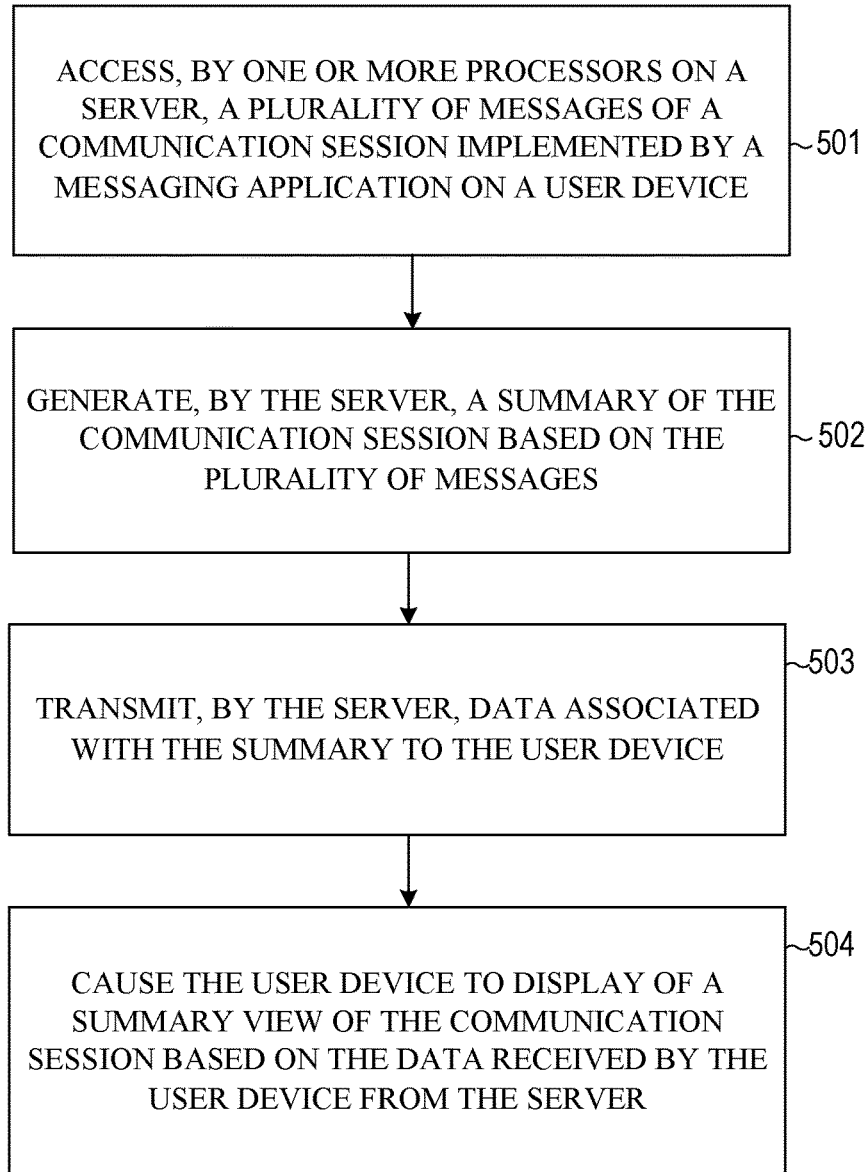 ACCESS, BY ONE OR MORE PROCESSORS ON A
SERVER, A PLURALITY OF MESSAGES OF A
COMMUNICATION SESSION IMPLEMENTED BY A
MESSAGING APPLICATION ON A USER DEVICE
501
GENERATE, BY THE SERVER, A SUMMARY OF THE
COMMUNICATION SESSION BASED ON THE
PLURALITY OF MESSAGES
502
TRANSMIT, BY THE SERVER, DATA ASSOCIATED
WITH THE SUMMARY TO THE USER DEVICE
503
CAUSE THE USER DEVICE TO DISPLAY OF A
SUMMARY VIEW OF THE COMMUNICATION
SESSION BASED ON THE DATA RECEIVED BY THE
USER DEVICE FROM THE SERVER
504